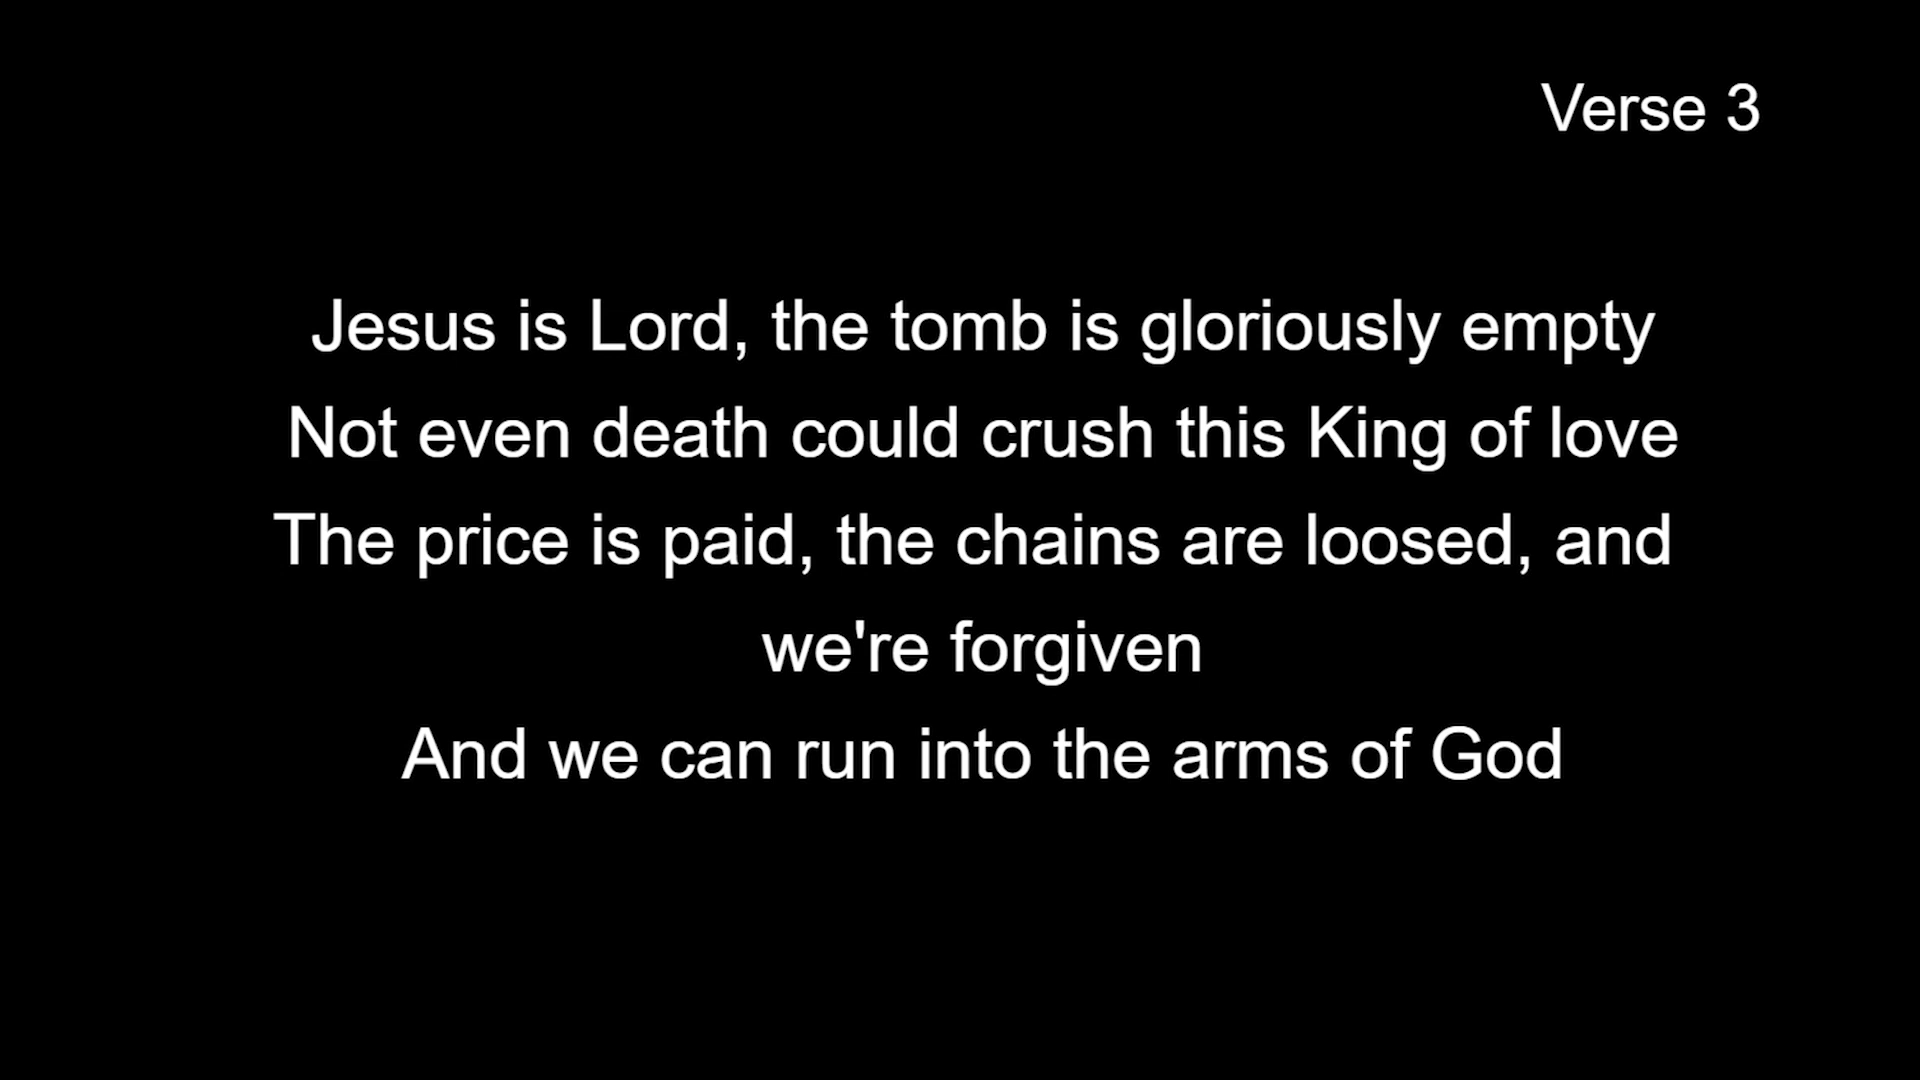 Verse 3
Jesus is Lord, the tomb is gloriously empty
Not even death could crush this King of love
The price is paid, the chains are loosed, and
we're forgiven
And we can run into the arms of God